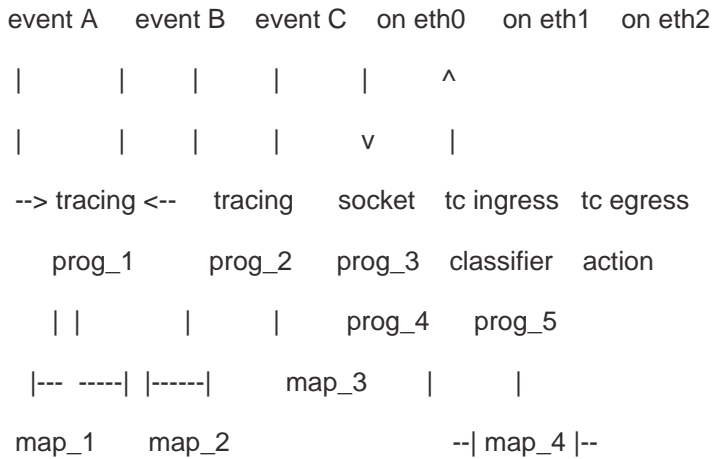 event A event B event C on eth0 on eth1 on eth2
| | | | | ^
| | | | v |
--> tracing <-- tracing socket tc ingress tc egress
prog_1 prog_2 prog_3 classifier action
| | | | prog_4 prog_5
|--- -----| |------| map_3 | |
map_1 map_2 --| map_4 |--